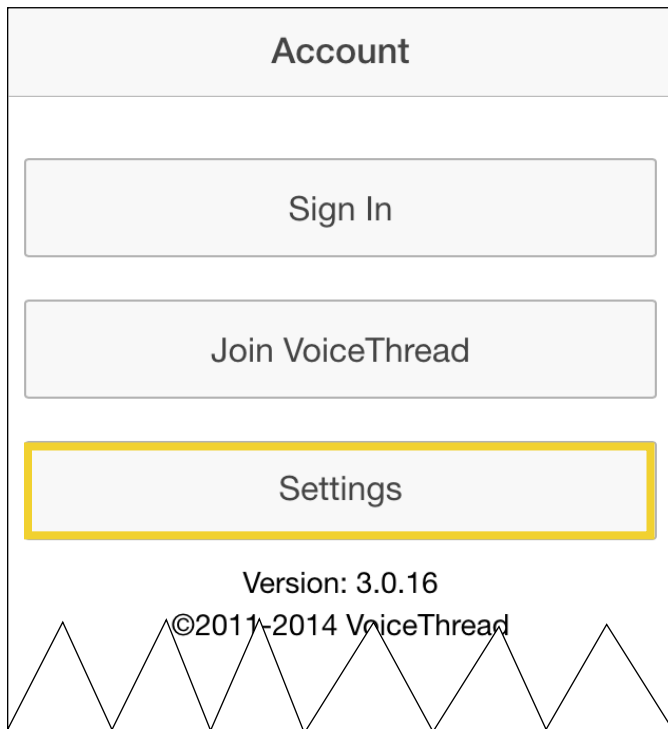 Account
Sign In
Join VoiceThread
Settings
Version: 3.0.16
©2011-2014 VoiceThread